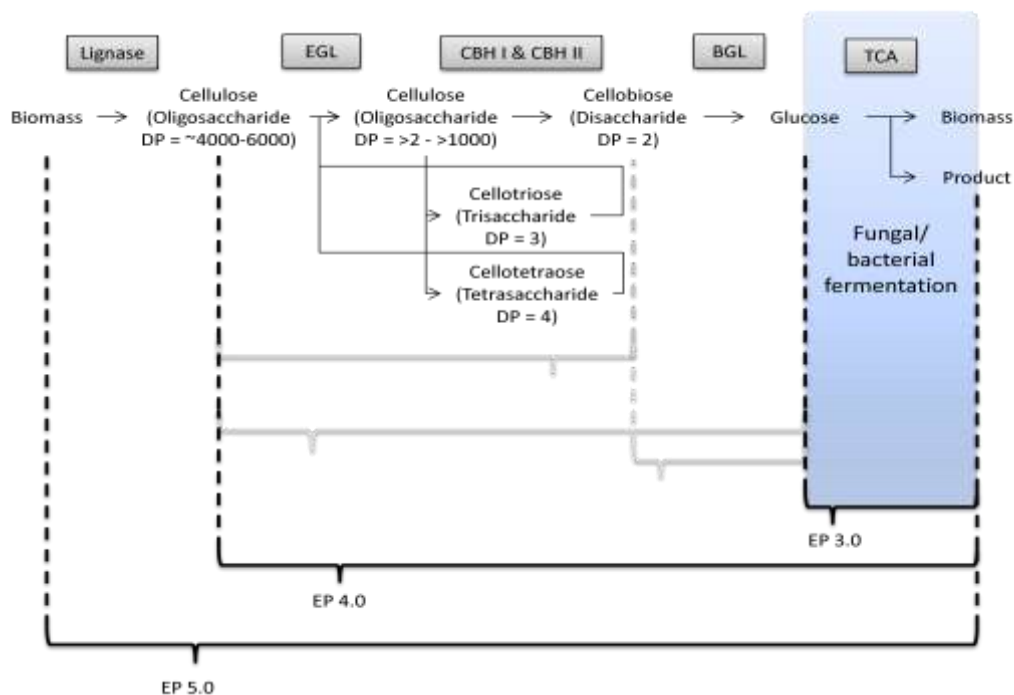 Lignase
EGL
CBH I & CBH II
BGL
TCA
Biomass
Cellulose
(Oligosaccharide
DP = ~4000-6000)
Cellulose
(Oligosaccharide
DP = >2 - >1000)
Cellobiose
(Disaccharide
DP = 2)
Glucose
Biomass
Product
Cellotriose
(Trisaccharide
DP = 3)
Cellotetraose
(Tetrasaccharide
DP = 4)
Fungal/
bacterial
fermentation
EP 3.0
EP 4.0
EP 5.0